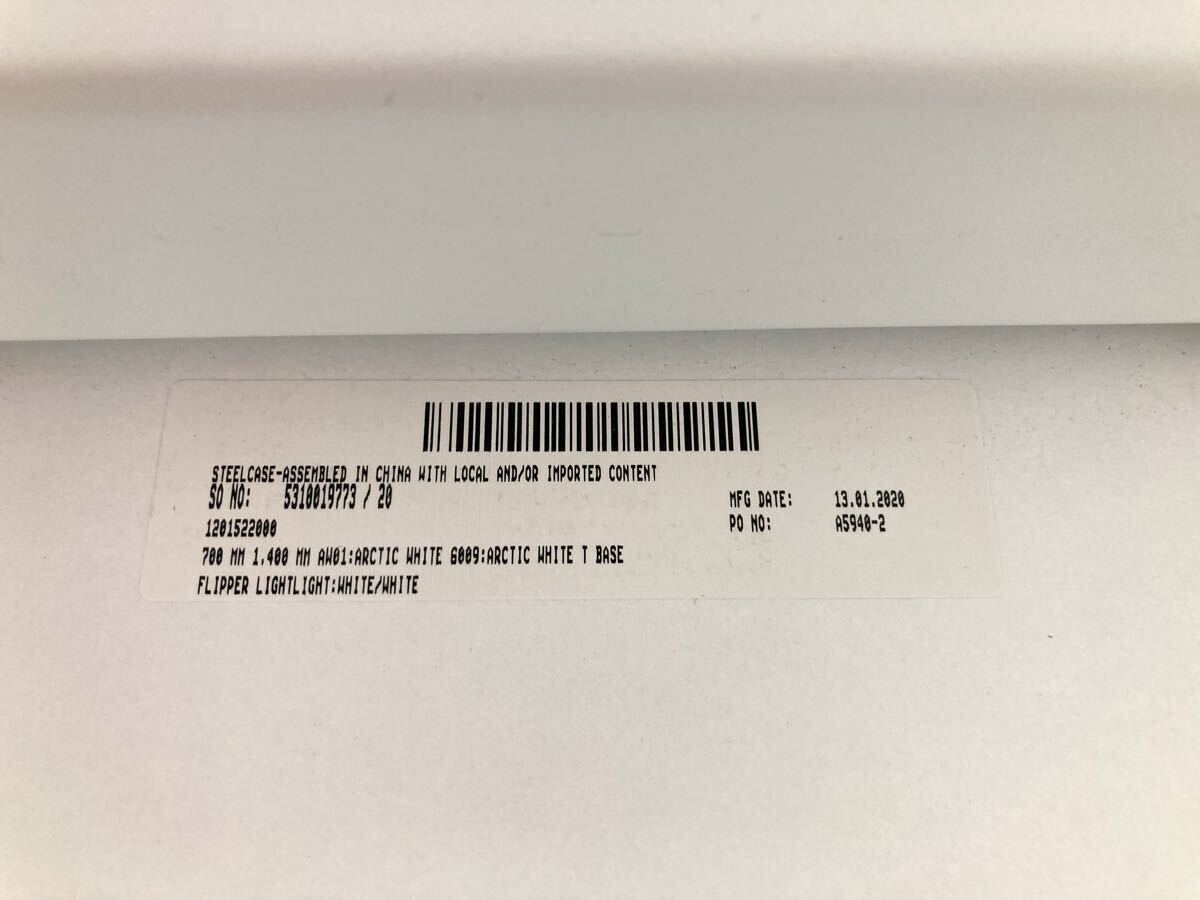 STEELCASE-ASSEMBLED IN CHINA WITH LOCAL AND/OR IMPORTED CONTENT
SO NO: 5310019773 / 20 MFG DATE: 13.01.2020
1201522000 PO NO: A5940-2
700 MM 1,400 MM AW01:ARCTIC WHITE 6009:ARCTIC WHITE T BASE
FLIPPER LIGHTLIGHT:WHITE/WHITE